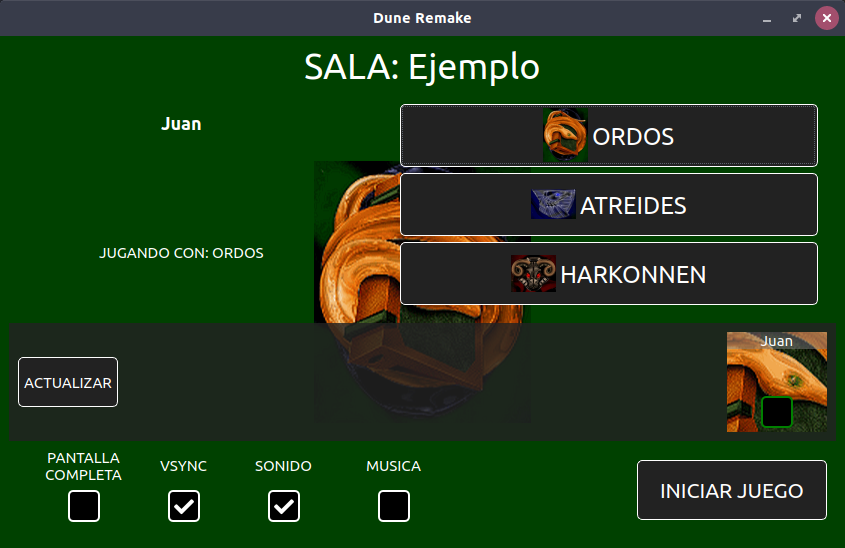 Dune Remake
SALA: Ejemplo
Juan
ORDOS
ATREIDES
JUGANDO CON: ORDOS
HARKONNEN
Juan
ACTUALIZAR
PANTALLA
COMPLETA
VSYNC
SONIDO
MUSICA
INICIAR JUEGO